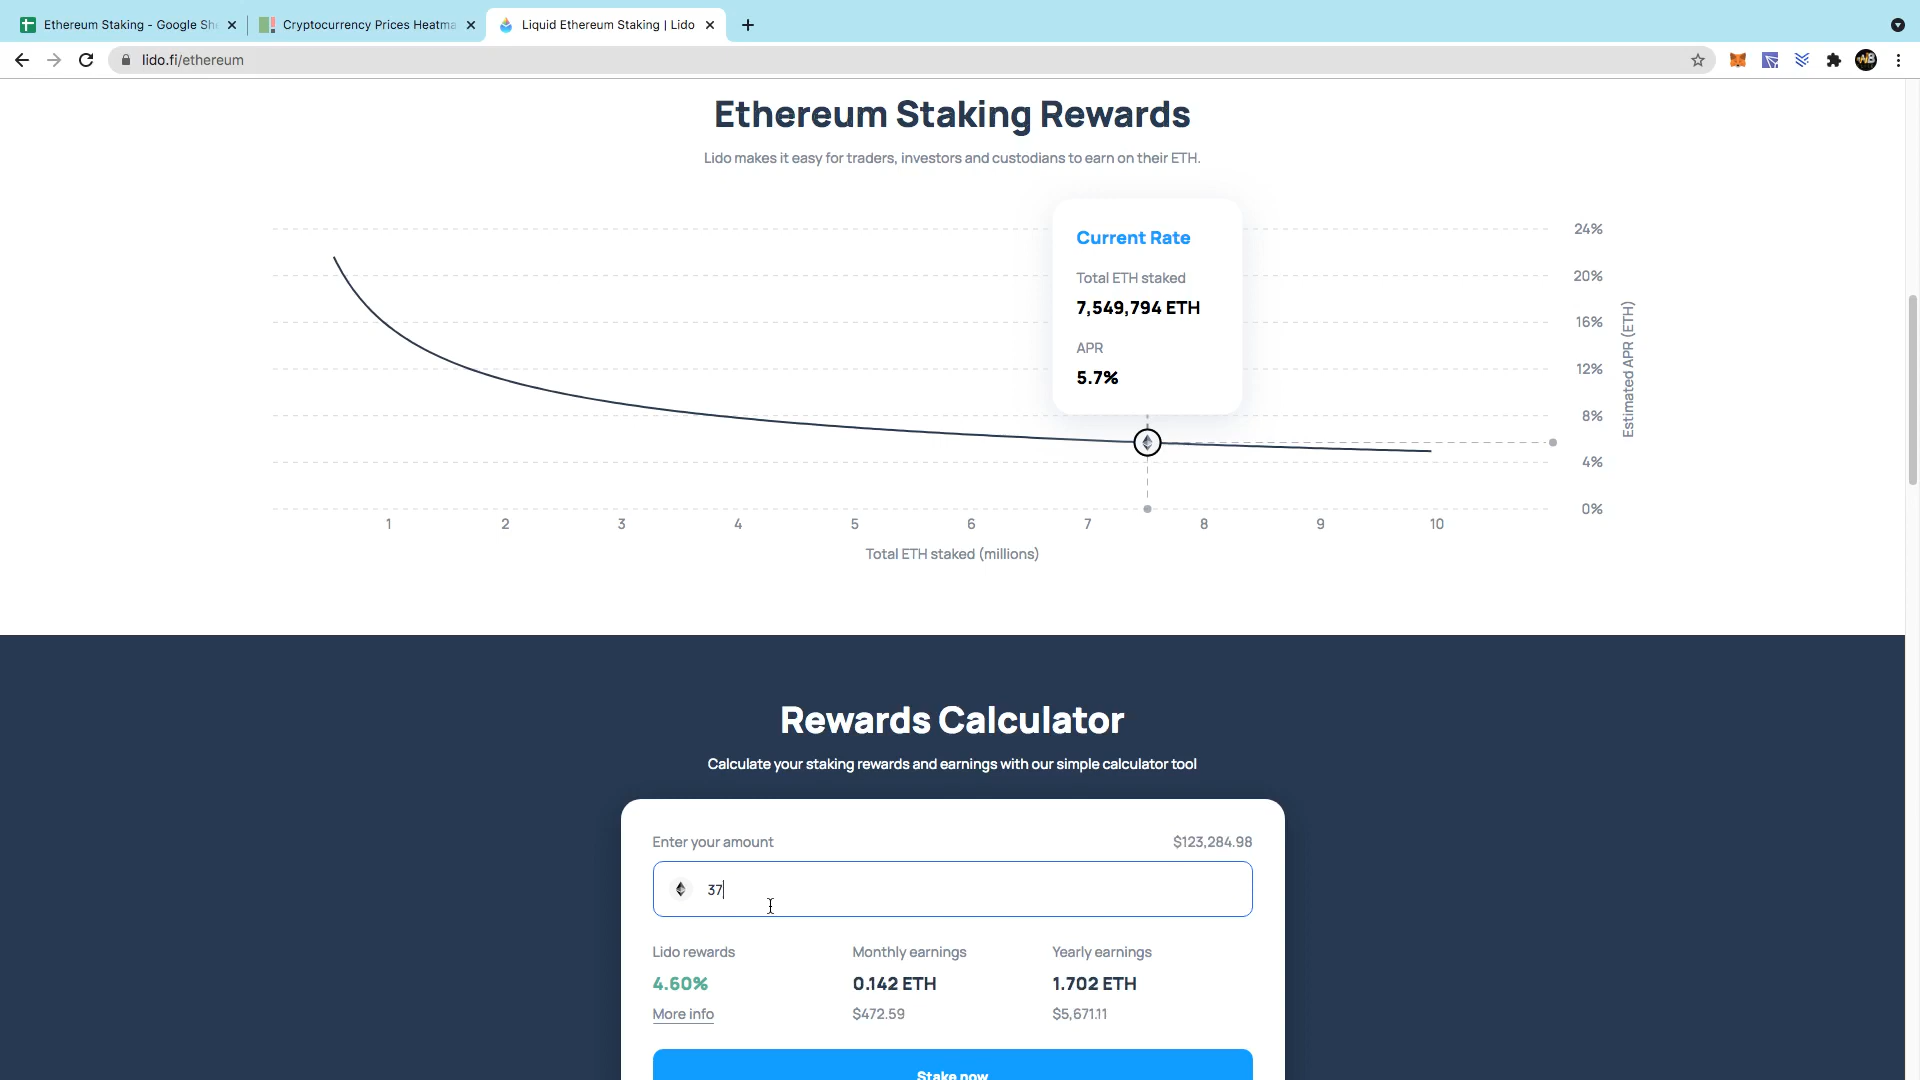 Ethereum Staking - Google She
Cryptocurrency Prices Heatma
Liquid Ethereum Staking | Lido
lido.fi/ethereum
Ethereum Staking Rewards
Lido makes it easy for traders, investors and custodians to earn on their ETH.
Current Rate
Total ETH staked
7,549,794 ETH
APR
5.7%
24%
20%
16%
12%
8%
4%
0%
Estimated APR (ETH)
1 2 3 4 5 6 7 8 9 10
Total ETH staked (millions)
Rewards Calculator
Calculate your staking rewards and earnings with our simple calculator tool
Enter your amount $123,284.98
37
Lido rewards Monthly earnings Yearly earnings
4.60% 0.142 ETH 1.702 ETH
More info $472.59 $5,671.11
Stake now